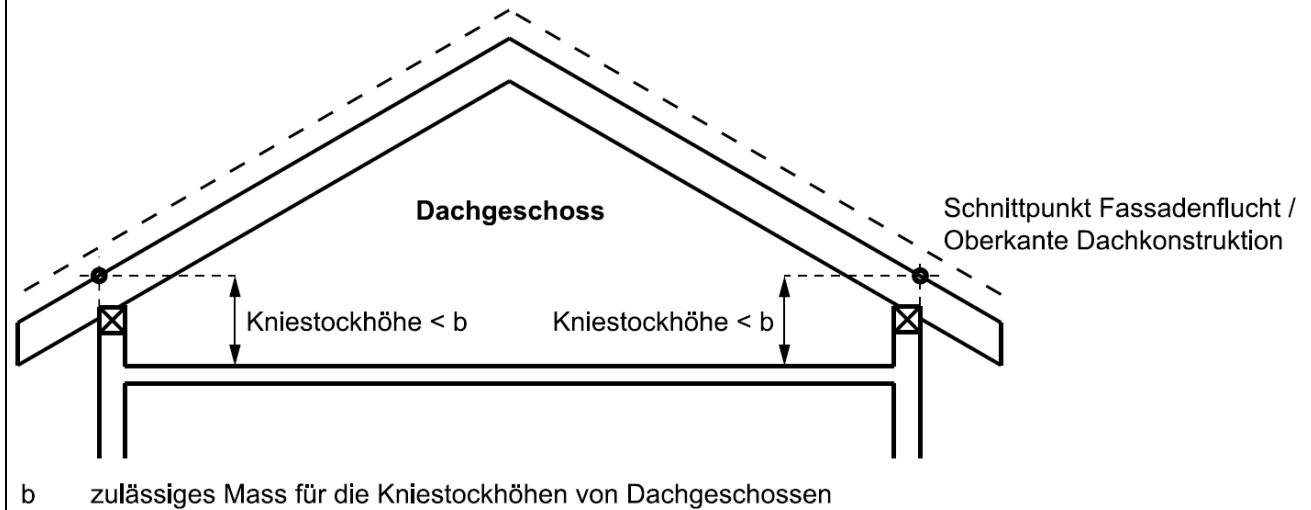 Dachgeschoss
Schnittpunkt Fassadenflucht /
Oberkante Dachkonstruktion
Kniestockhöhe < b
Kniestockhöhe < b
b zulässiges Mass für die Kniestockhöhen von Dachgeschossen